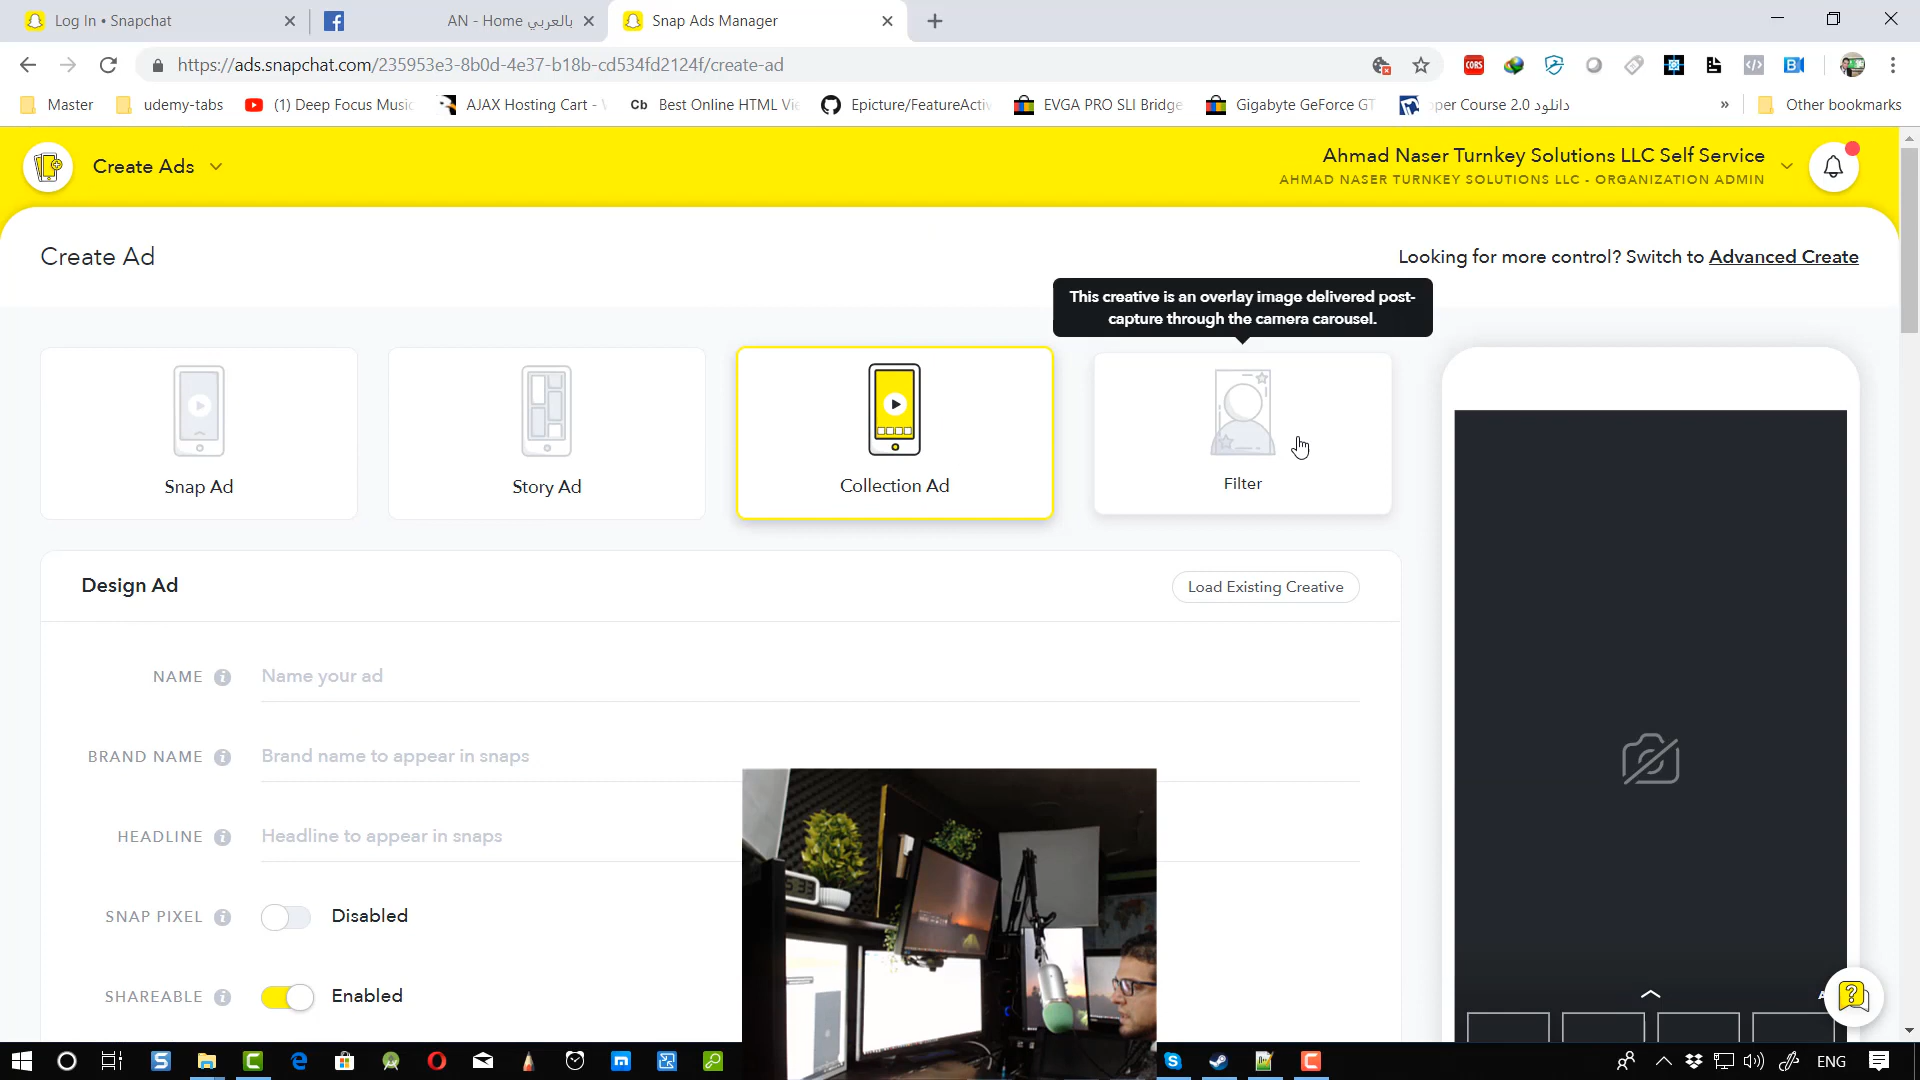 Log In • Snapchat
AN - Home بالعربي
Snap Ads Manager
https://ads.snapchat.com/235953e3-8b0d-4e37-b18b-cd534fd2124f/create-ad
CORS
Master
udemy-tabs
(1) Deep Focus Music
AJAX Hosting Cart -
Cb Best Online HTML Vie
Epicture/FeatureActiv
EVGA PRO SLI Bridge
Gigabyte GeForce GT
per Course 2.0 دانلود
» Other bookmarks
Create Ads
Ahmad Naser Turnkey Solutions LLC Self Service
AHMAD NASER TURNKEY SOLUTIONS LLC - ORGANIZATION ADMIN
Create Ad
Looking for more control? Switch to Advanced Create
This creative is an overlay image delivered post-
capture through the camera carousel.
Snap Ad
Story Ad
Collection Ad
Filter
Design Ad
Load Existing Creative
NAME
Name your ad
BRAND NAME
Brand name to appear in snaps
HEADLINE
Headline to appear in snaps
SNAP PIXEL
Disabled
SHAREABLE
Enabled
ENG